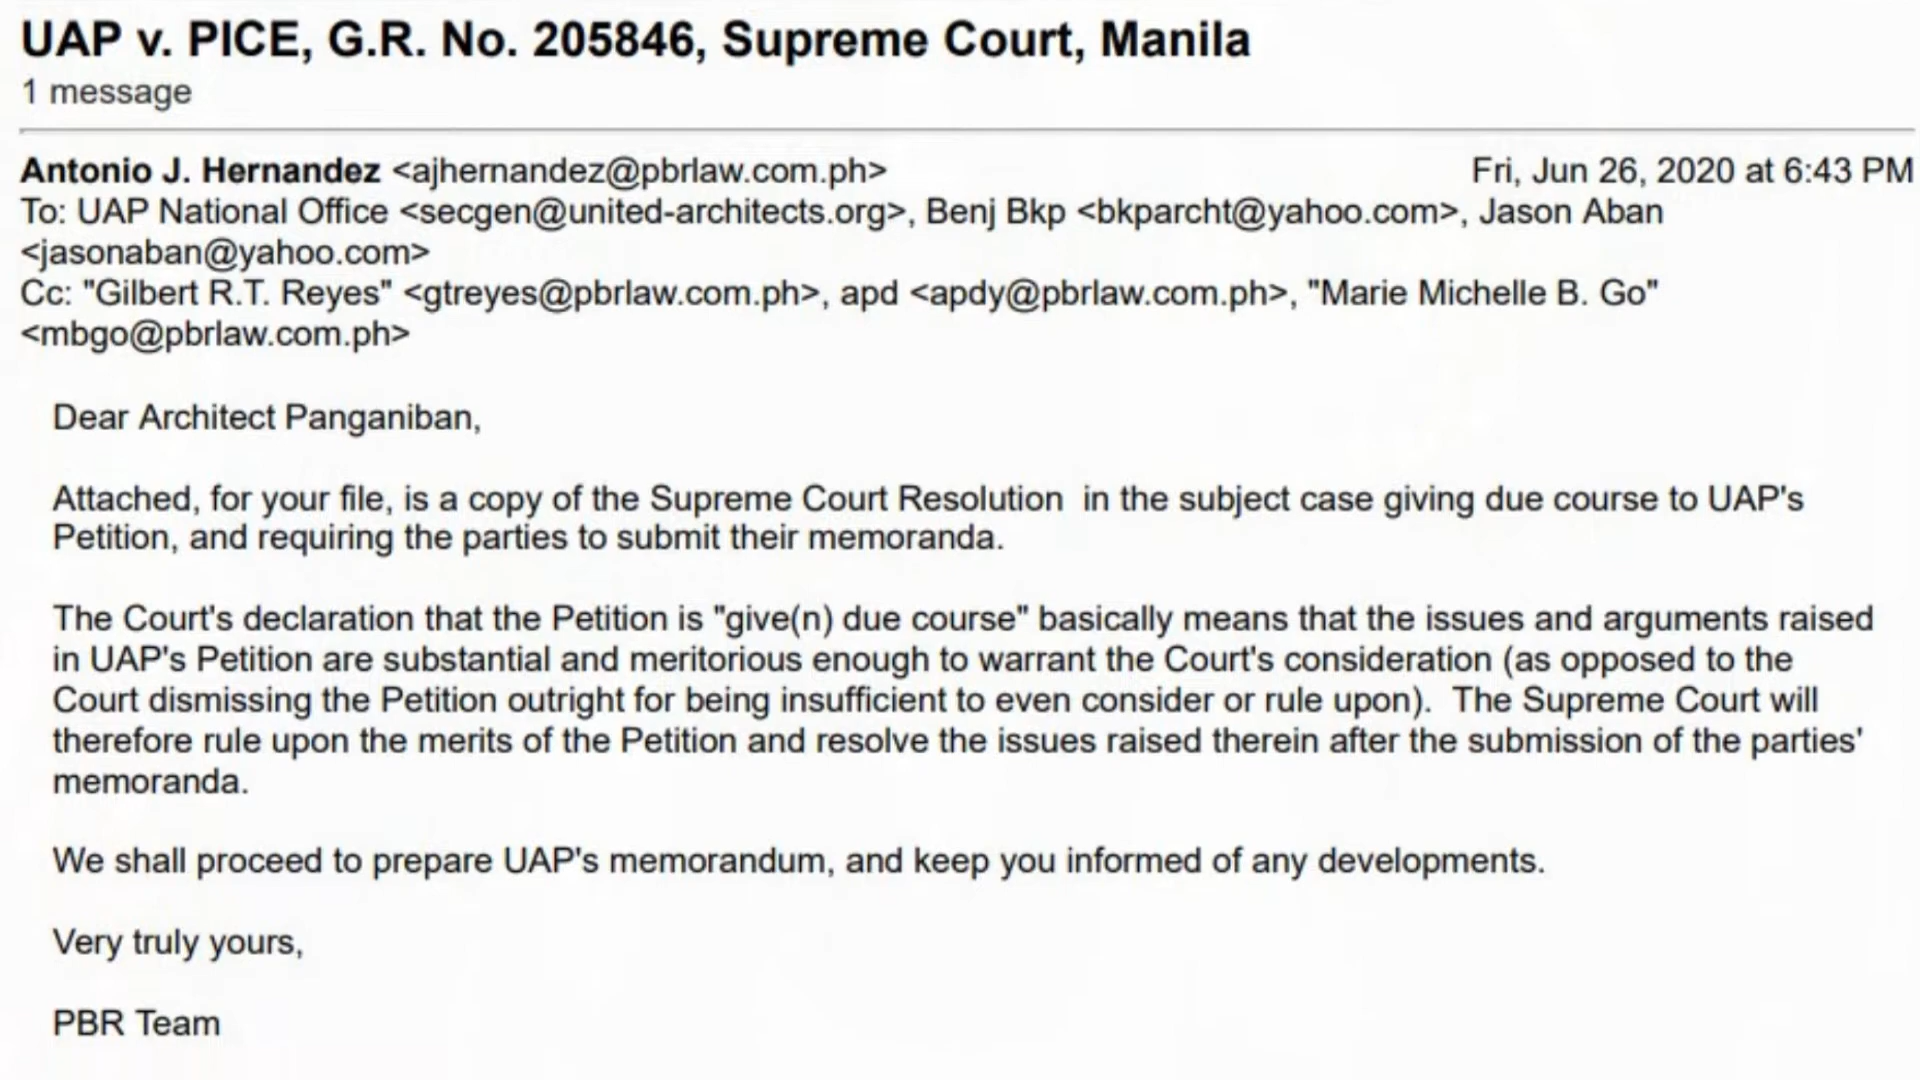 UAP v. PICE, G.R. No. 205846, Supreme Court, Manila
1 message
Antonio J. Hernandez <ajhernandez@pbrlaw.com.ph> Fri, Jun 26, 2020 at 6:43 PM
To: UAP National Office <secgen@united-architects.org>, Benj Bkp <bkparcht@yahoo.com>, Jason Aban
<jasonaban@yahoo.com>
Cc: "Gilbert R.T. Reyes" <gtreyes@pbrlaw.com.ph>, apd <apdy@pbrlaw.com.ph>, "Marie Michelle B. Go"
<mbgo@pbrlaw.com.ph>
Dear Architect Panganiban,
Attached, for your file, is a copy of the Supreme Court Resolution  in the subject case giving due course to UAP's
Petition, and requiring the parties to submit their memoranda.
The Court's declaration that the Petition is "give(n) due course" basically means that the issues and arguments raised
in UAP's Petition are substantial and meritorious enough to warrant the Court's consideration (as opposed to the
Court dismissing the Petition outright for being insufficient to even consider or rule upon).  The Supreme Court will
therefore rule upon the merits of the Petition and resolve the issues raised therein after the submission of the parties'
memoranda.
We shall proceed to prepare UAP's memorandum, and keep you informed of any developments.
Very truly yours,
PBR Team